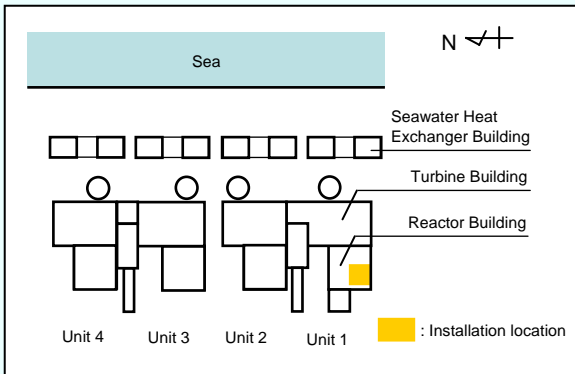 Sea
N
Seawater Heat
Exchanger Building
Turbine Building
Reactor Building
Unit 4 Unit 3 Unit 2 Unit 1
: Installation location